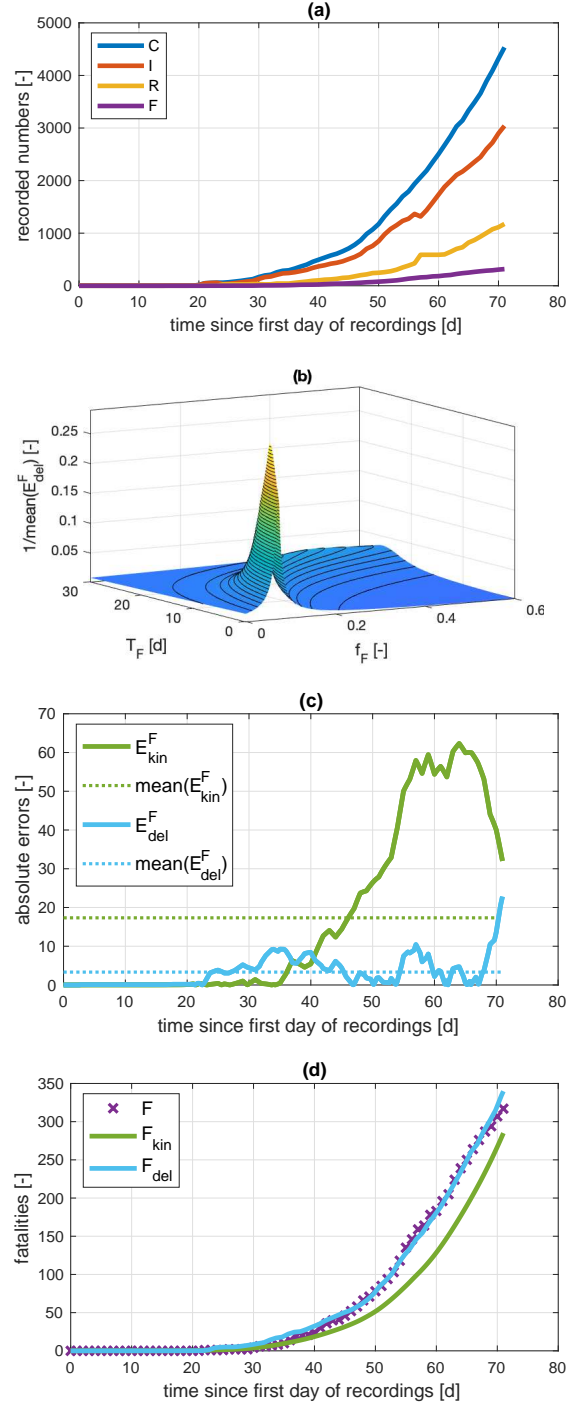 (a)
recorded numbers [-]
5000
4000
3000
2000
1000
0
C
I
R
F
0 10 20 30 40 50 60 70 80
time since first day of recordings [d]
(b)
1/mean(E^F_del) [-]
0.25
0.2
0.15
0.1
0.05
30
20
10
0
T_F [d]
0
0.2
0.4
0.6
f_F [-]
(c)
absolute errors [-]
70
60
50
40
30
20
10
0
E^F_kin
mean(E^F_kin)
E^F_del
mean(E^F_del)
0 10 20 30 40 50 60 70 80
time since first day of recordings [d]
(d)
fatalities [-]
350
300
250
200
150
100
50
0
F
F_kin
F_del
0 10 20 30 40 50 60 70 80
time since first day of recordings [d]